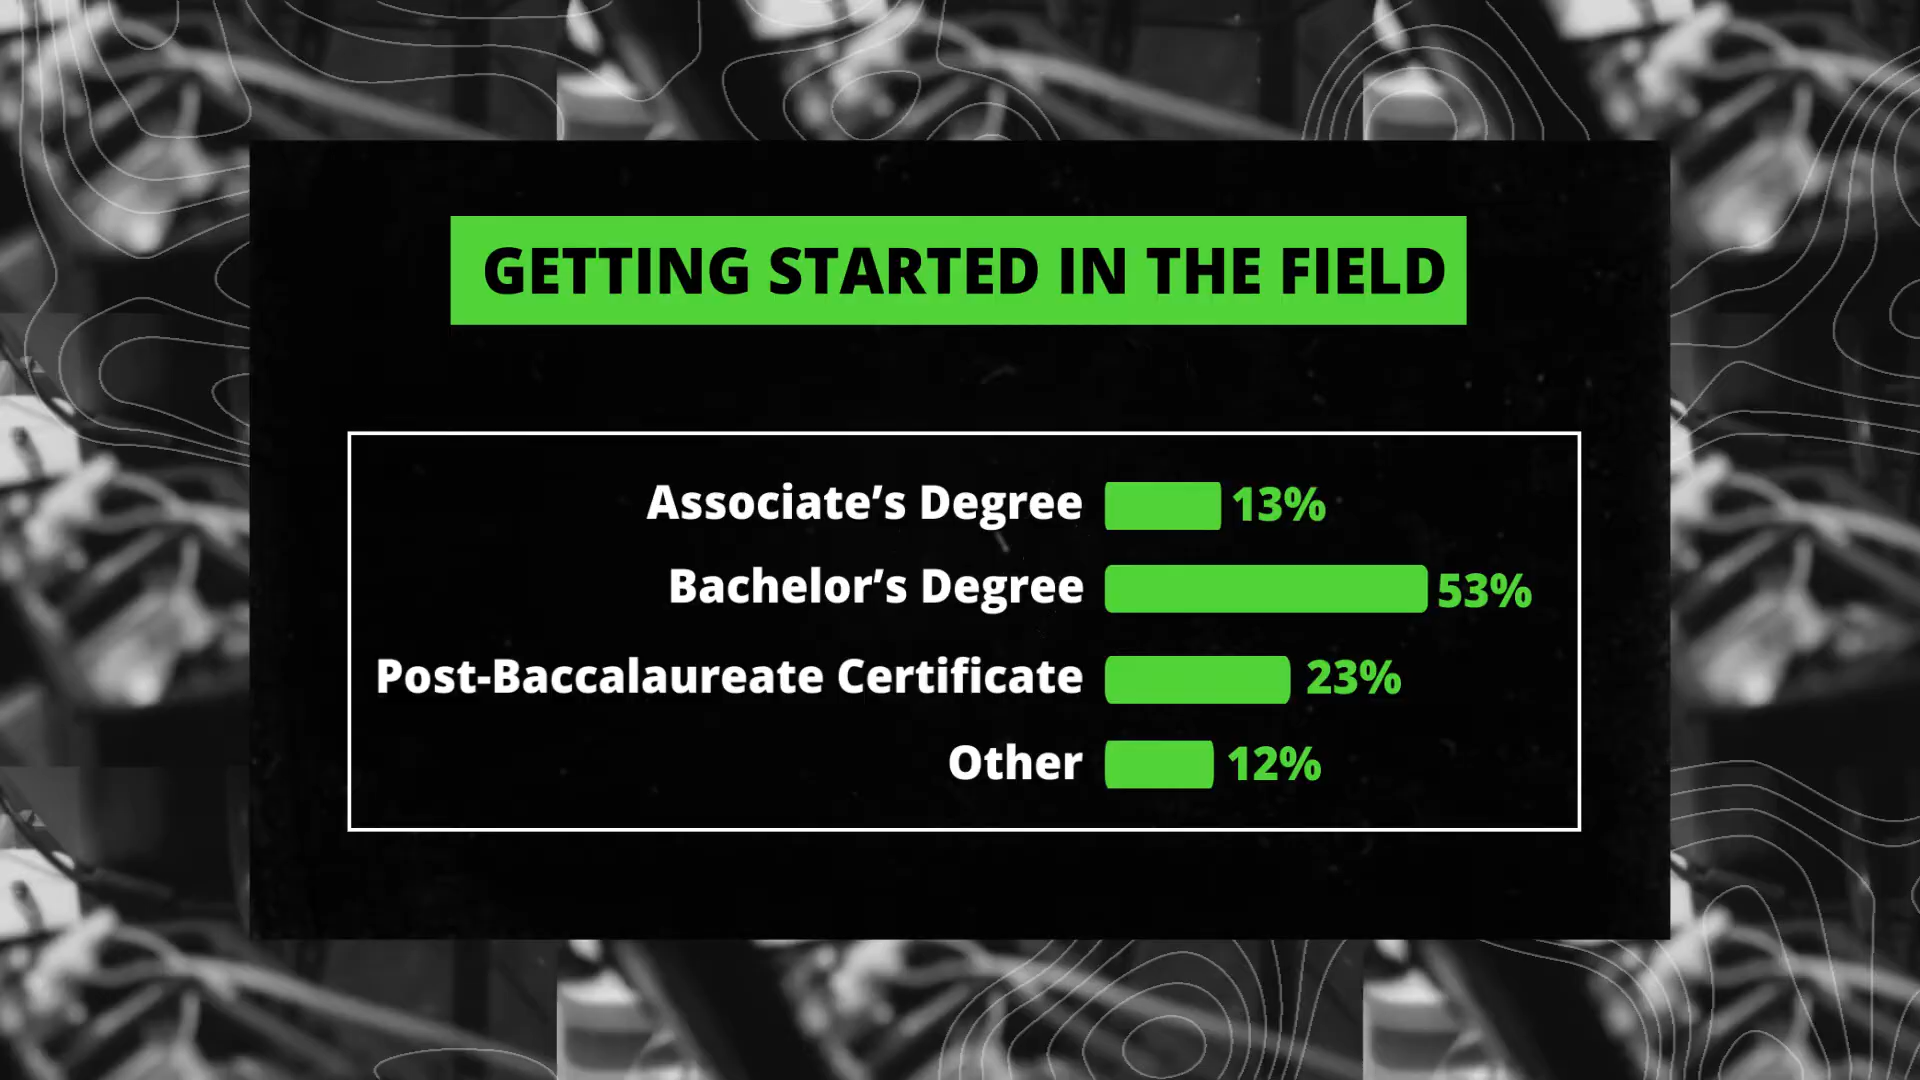 GETTING STARTED IN THE FIELD
Associate’s Degree 13%
Bachelor’s Degree 53%
Post-Baccalaureate Certificate 23%
Other 12%